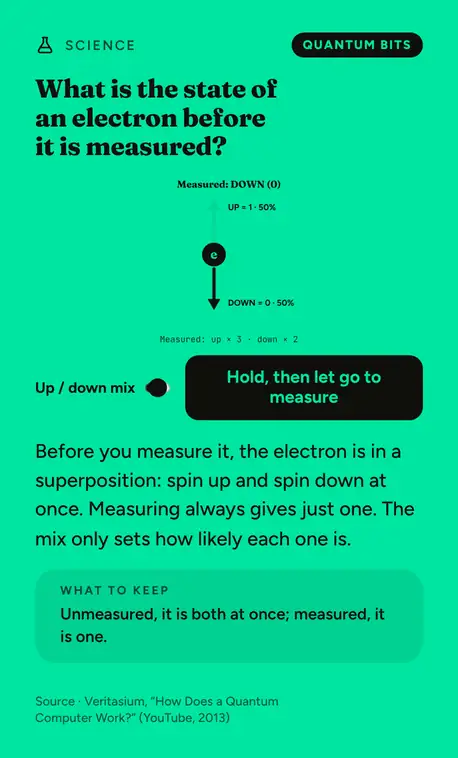 SCIENCE
QUANTUM BITS
What is the state of
an electron before
it is measured?
Measured: DOWN (0)
UP = 1 · 50%
e
DOWN = 0 · 50%
Measured: up × 3 · down × 2
Up / down mix
Hold, then let go to
measure
Before you measure it, the electron is in a
superposition: spin up and spin down at
once. Measuring always gives just one. The
mix only sets how likely each one is.
WHAT TO KEEP
Unmeasured, it is both at once; measured, it
is one.
Source · Veritasium, “How Does a Quantum
Computer Work?” (YouTube, 2013)